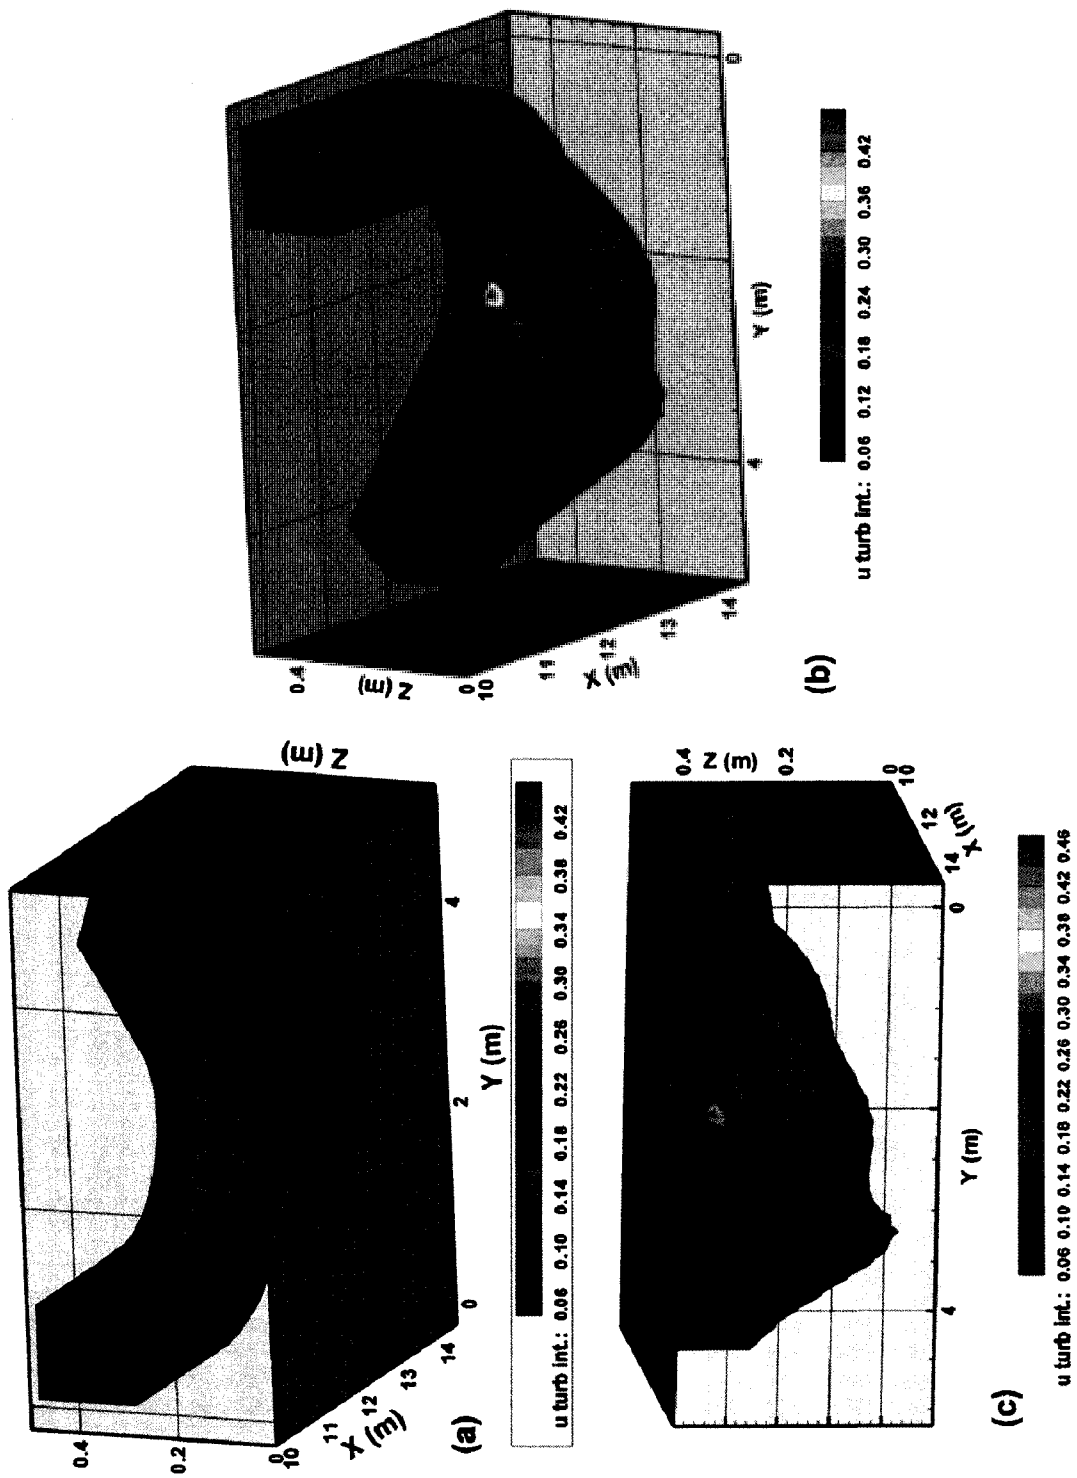 0.4
0.2
0
10
11
12
13
14
X (m)
0
2
4
Y (m)
Z (m)
(a)
u turb int.: 0.06 0.10 0.14 0.18 0.22 0.26 0.30 0.34 0.38 0.42
0.4
Z (m)
0
10
11
12
13
14
X (m)
4
Y (m)
0
(b)
u turb int.: 0.06 0.12 0.18 0.24 0.30 0.36 0.42
0.4
Z (m)
0.2
0
10
12
14
X (m)
4
Y (m)
0
(c)
u turb int.: 0.06 0.10 0.14 0.18 0.22 0.26 0.30 0.34 0.38 0.42 0.46